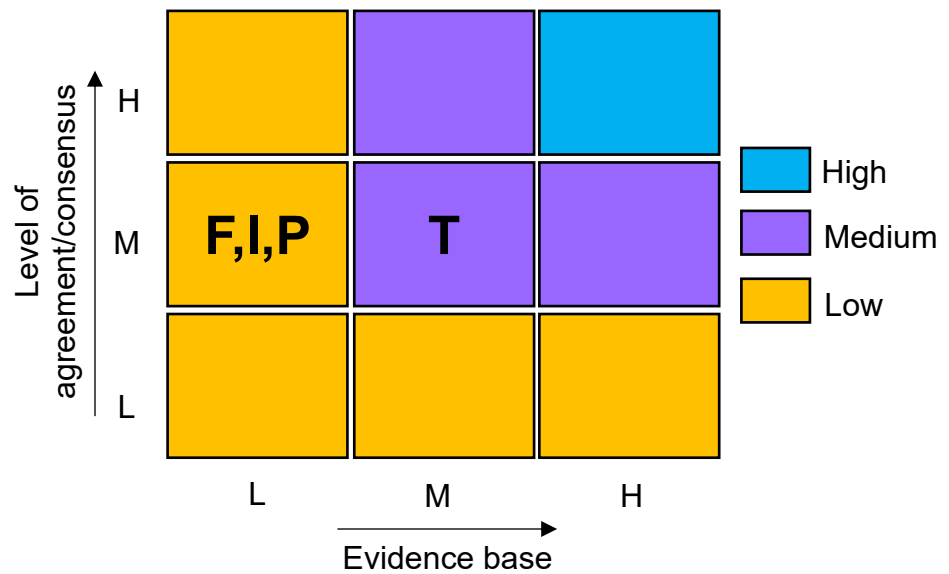 Level of
agreement/consensus
H
M
L
F,I,P
T
High
Medium
Low
L
M
H
Evidence base